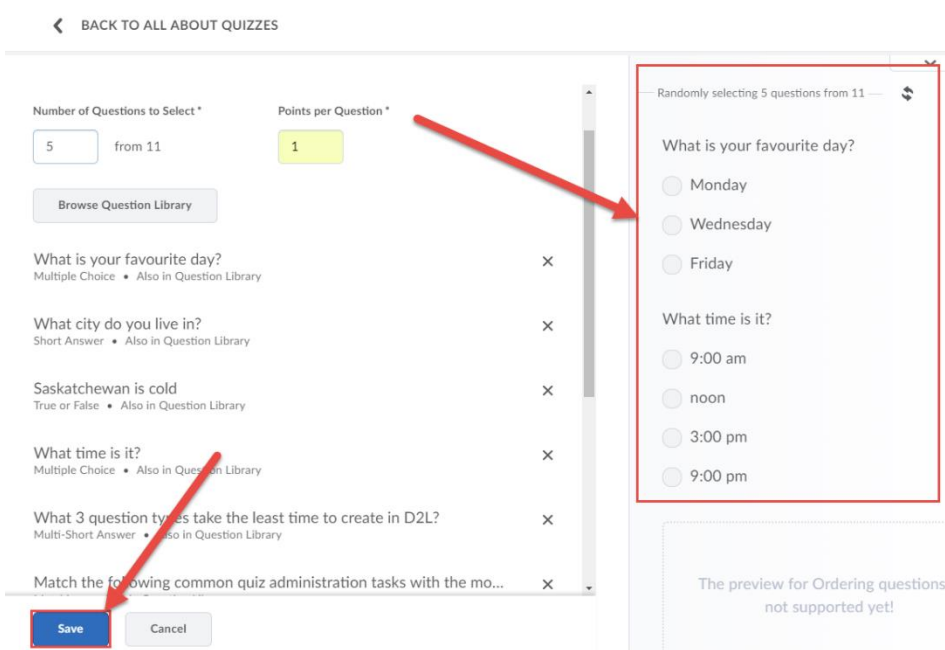 BACK TO ALL ABOUT QUIZZES
Number of Questions to Select *
Points per Question *
5 from 11
1
Browse Question Library
What is your favourite day?
Multiple Choice • Also in Question Library
What city do you live in?
Short Answer • Also in Question Library
Saskatchewan is cold
True or False • Also in Question Library
What time is it?
Multiple Choice • Also in Question Library
What 3 question types take the least time to create in D2L?
Multi-Short Answer • Also in Question Library
Match the following common quiz administration tasks with the mo...
Save
Cancel
Randomly selecting 5 questions from 11
What is your favourite day?
Monday
Wednesday
Friday
What time is it?
9:00 am
noon
3:00 pm
9:00 pm
The preview for Ordering questions
not supported yet!